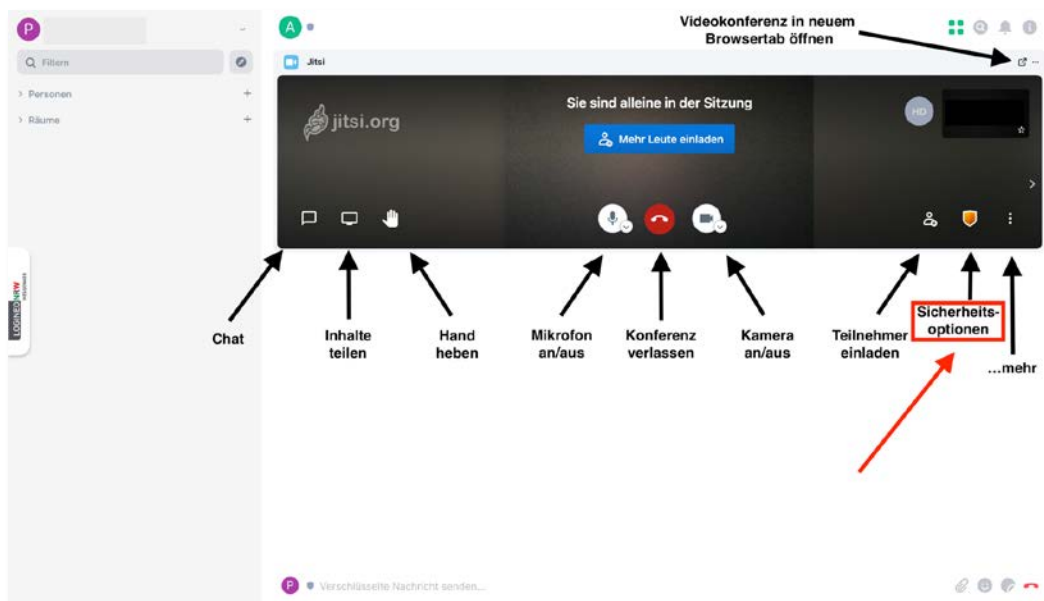 Videokonferenz in neuem
Browsertab öffnen
P
A
Filtern
Jitsi
Personen
Räume
jitsi.org
Sie sind alleine in der Sitzung
HD
Mehr Leute einladen
LOGINEO NRW
Chat
Inhalte
teilen
Hand
heben
Mikrofon
an/aus
Konferenz
verlassen
Kamera
an/aus
Teilnehmer
einladen
Sicherheits-
optionen
...mehr
P
Verschlüsselte Nachricht senden...